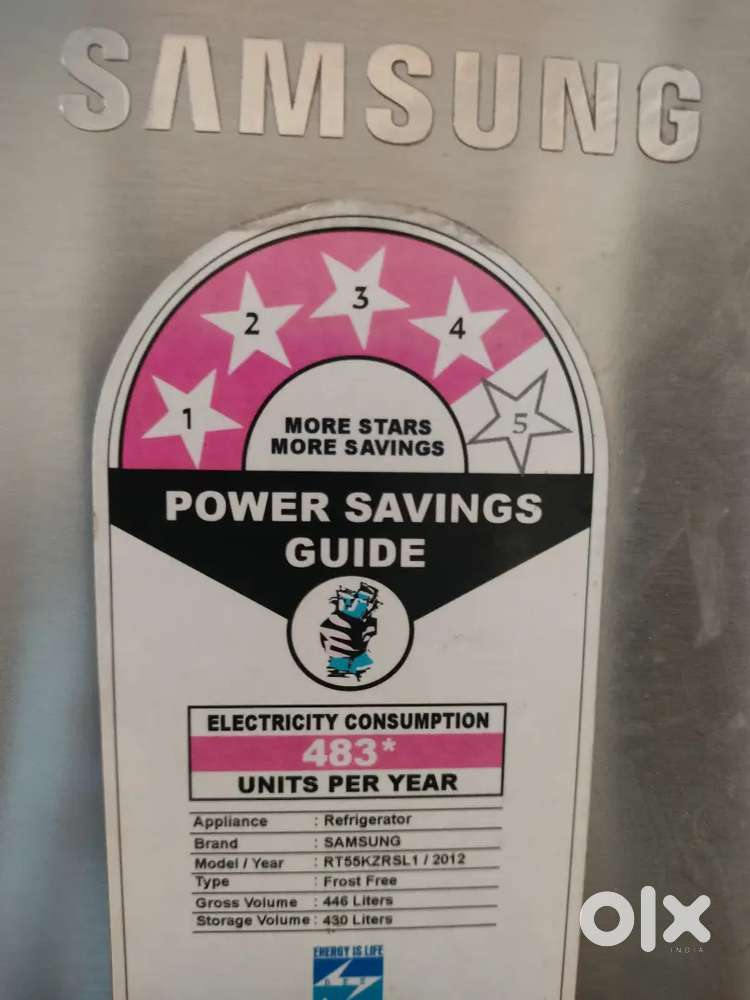 SAMSUNG
1 2 3 4 5
MORE STARS
MORE SAVINGS
POWER SAVINGS
GUIDE
ELECTRICITY CONSUMPTION
483*
UNITS PER YEAR
Appliance : Refrigerator
Brand : SAMSUNG
Model / Year : RT55KZRSL1 / 2012
Type : Frost Free
Gross Volume : 446 Liters
Storage Volume : 430 Liters
ENERGY IS LIFE
olx
INDIA